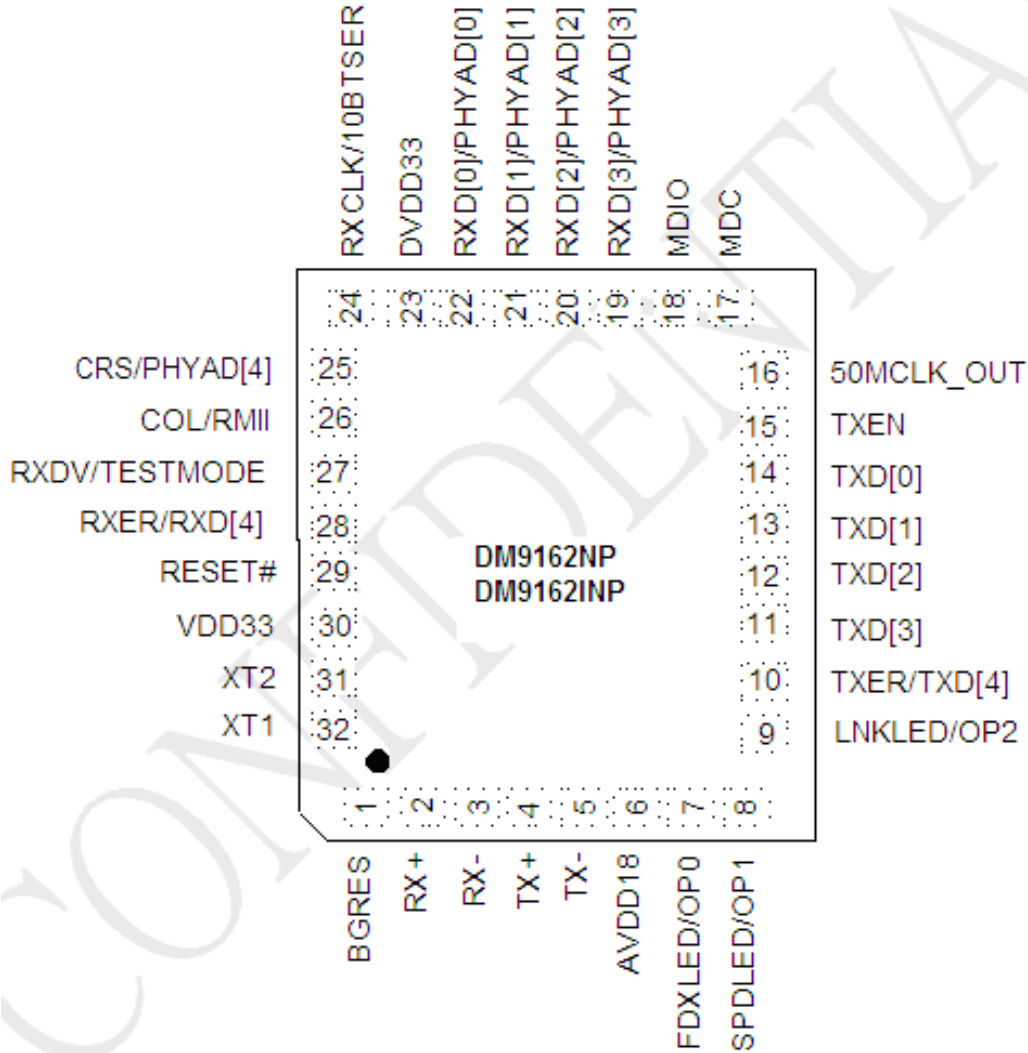 RXCLK/10BTSER
DVDD33
RXD[0]/PHYAD[0]
RXD[1]/PHYAD[1]
RXD[2]/PHYAD[2]
RXD[3]/PHYAD[3]
MDIO
MDC
24
23
22
21
20
19
18
17
CRS/PHYAD[4]
25
COL/RMII
26
RXDV/TESTMODE
27
RXER/RXD[4]
28
RESET#
29
VDD33
30
XT2
31
XT1
32
DM9162NP
DM9162INP
16
50MCLK_OUT
15
TXEN
14
TXD[0]
13
TXD[1]
12
TXD[2]
11
TXD[3]
10
TXER/TXD[4]
9
LNKLED/OP2
1
2
3
4
5
6
7
8
BGRES
RX+
RX-
TX+
TX-
AVDD18
FDXLED/OP0
SPDLED/OP1
CONFIDENTIA